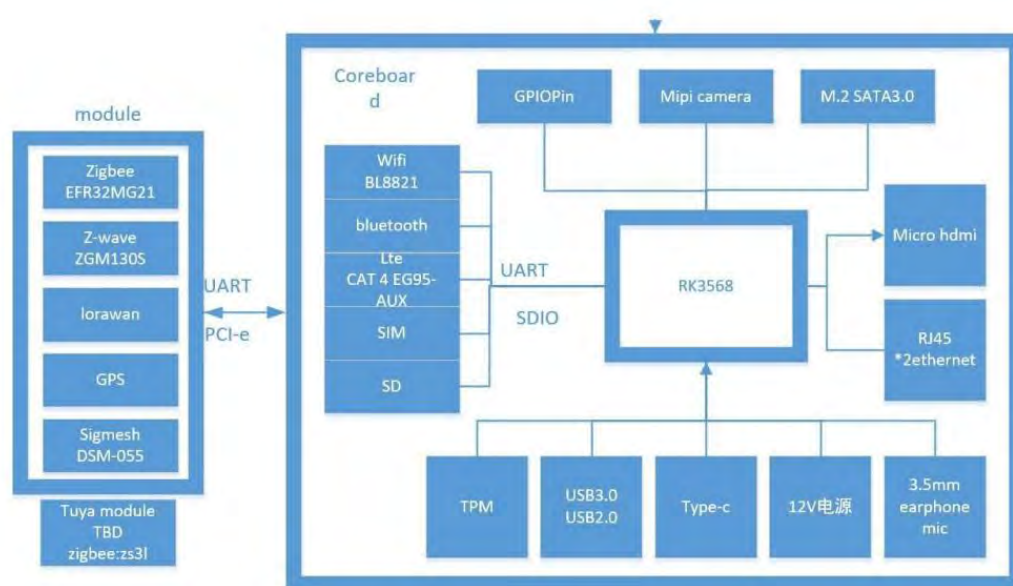 module
Zigbee
EFR32MG21
Z-wave
ZGM130S
lorawan
GPS
Sigmesh
DSM-055
Tuya module
TBD
zigbee:zs3l
UART
PCI-e
Coreboar
d
Wifi
BL8821
bluetooth
Lte
CAT 4 EG95-
AUX
SIM
SD
UART
SDIO
GPIOPin
Mipi camera
M.2 SATA3.0
RK3568
Micro hdmi
RJ45
*2ethernet
TPM
USB3.0
USB2.0
Type-c
12V电源
3.5mm
earphone
mic